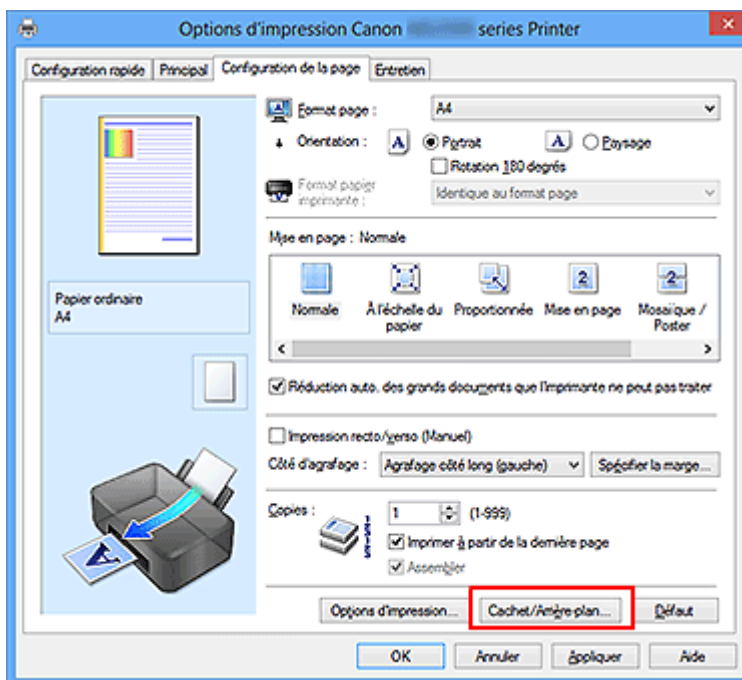 Options d'impression Canon series Printer
Configuration rapide Principal Configuration de la page Entretien
Format page : A4
Orientation : A Portrait A Paysage
Rotation 180 degrés
Format papier imprimante : Identique au format page
Mise en page : Normale
Normale À l'échelle du papier Proportionnée Mise en page Mosaïque / Poster
Papier ordinaire
A4
Réduction auto. des grands documents que l'imprimante ne peut pas traiter
Impression recto/verso (Manuel)
Côté d'agrafage : Agrafage côté long (gauche) Spécifier la marge...
Copies : 1 (1-999)
Imprimer à partir de la dernière page
Assembler
Options d'impression... Cachet/Arrière-plan... Défaut
OK Annuler Appliquer Aide